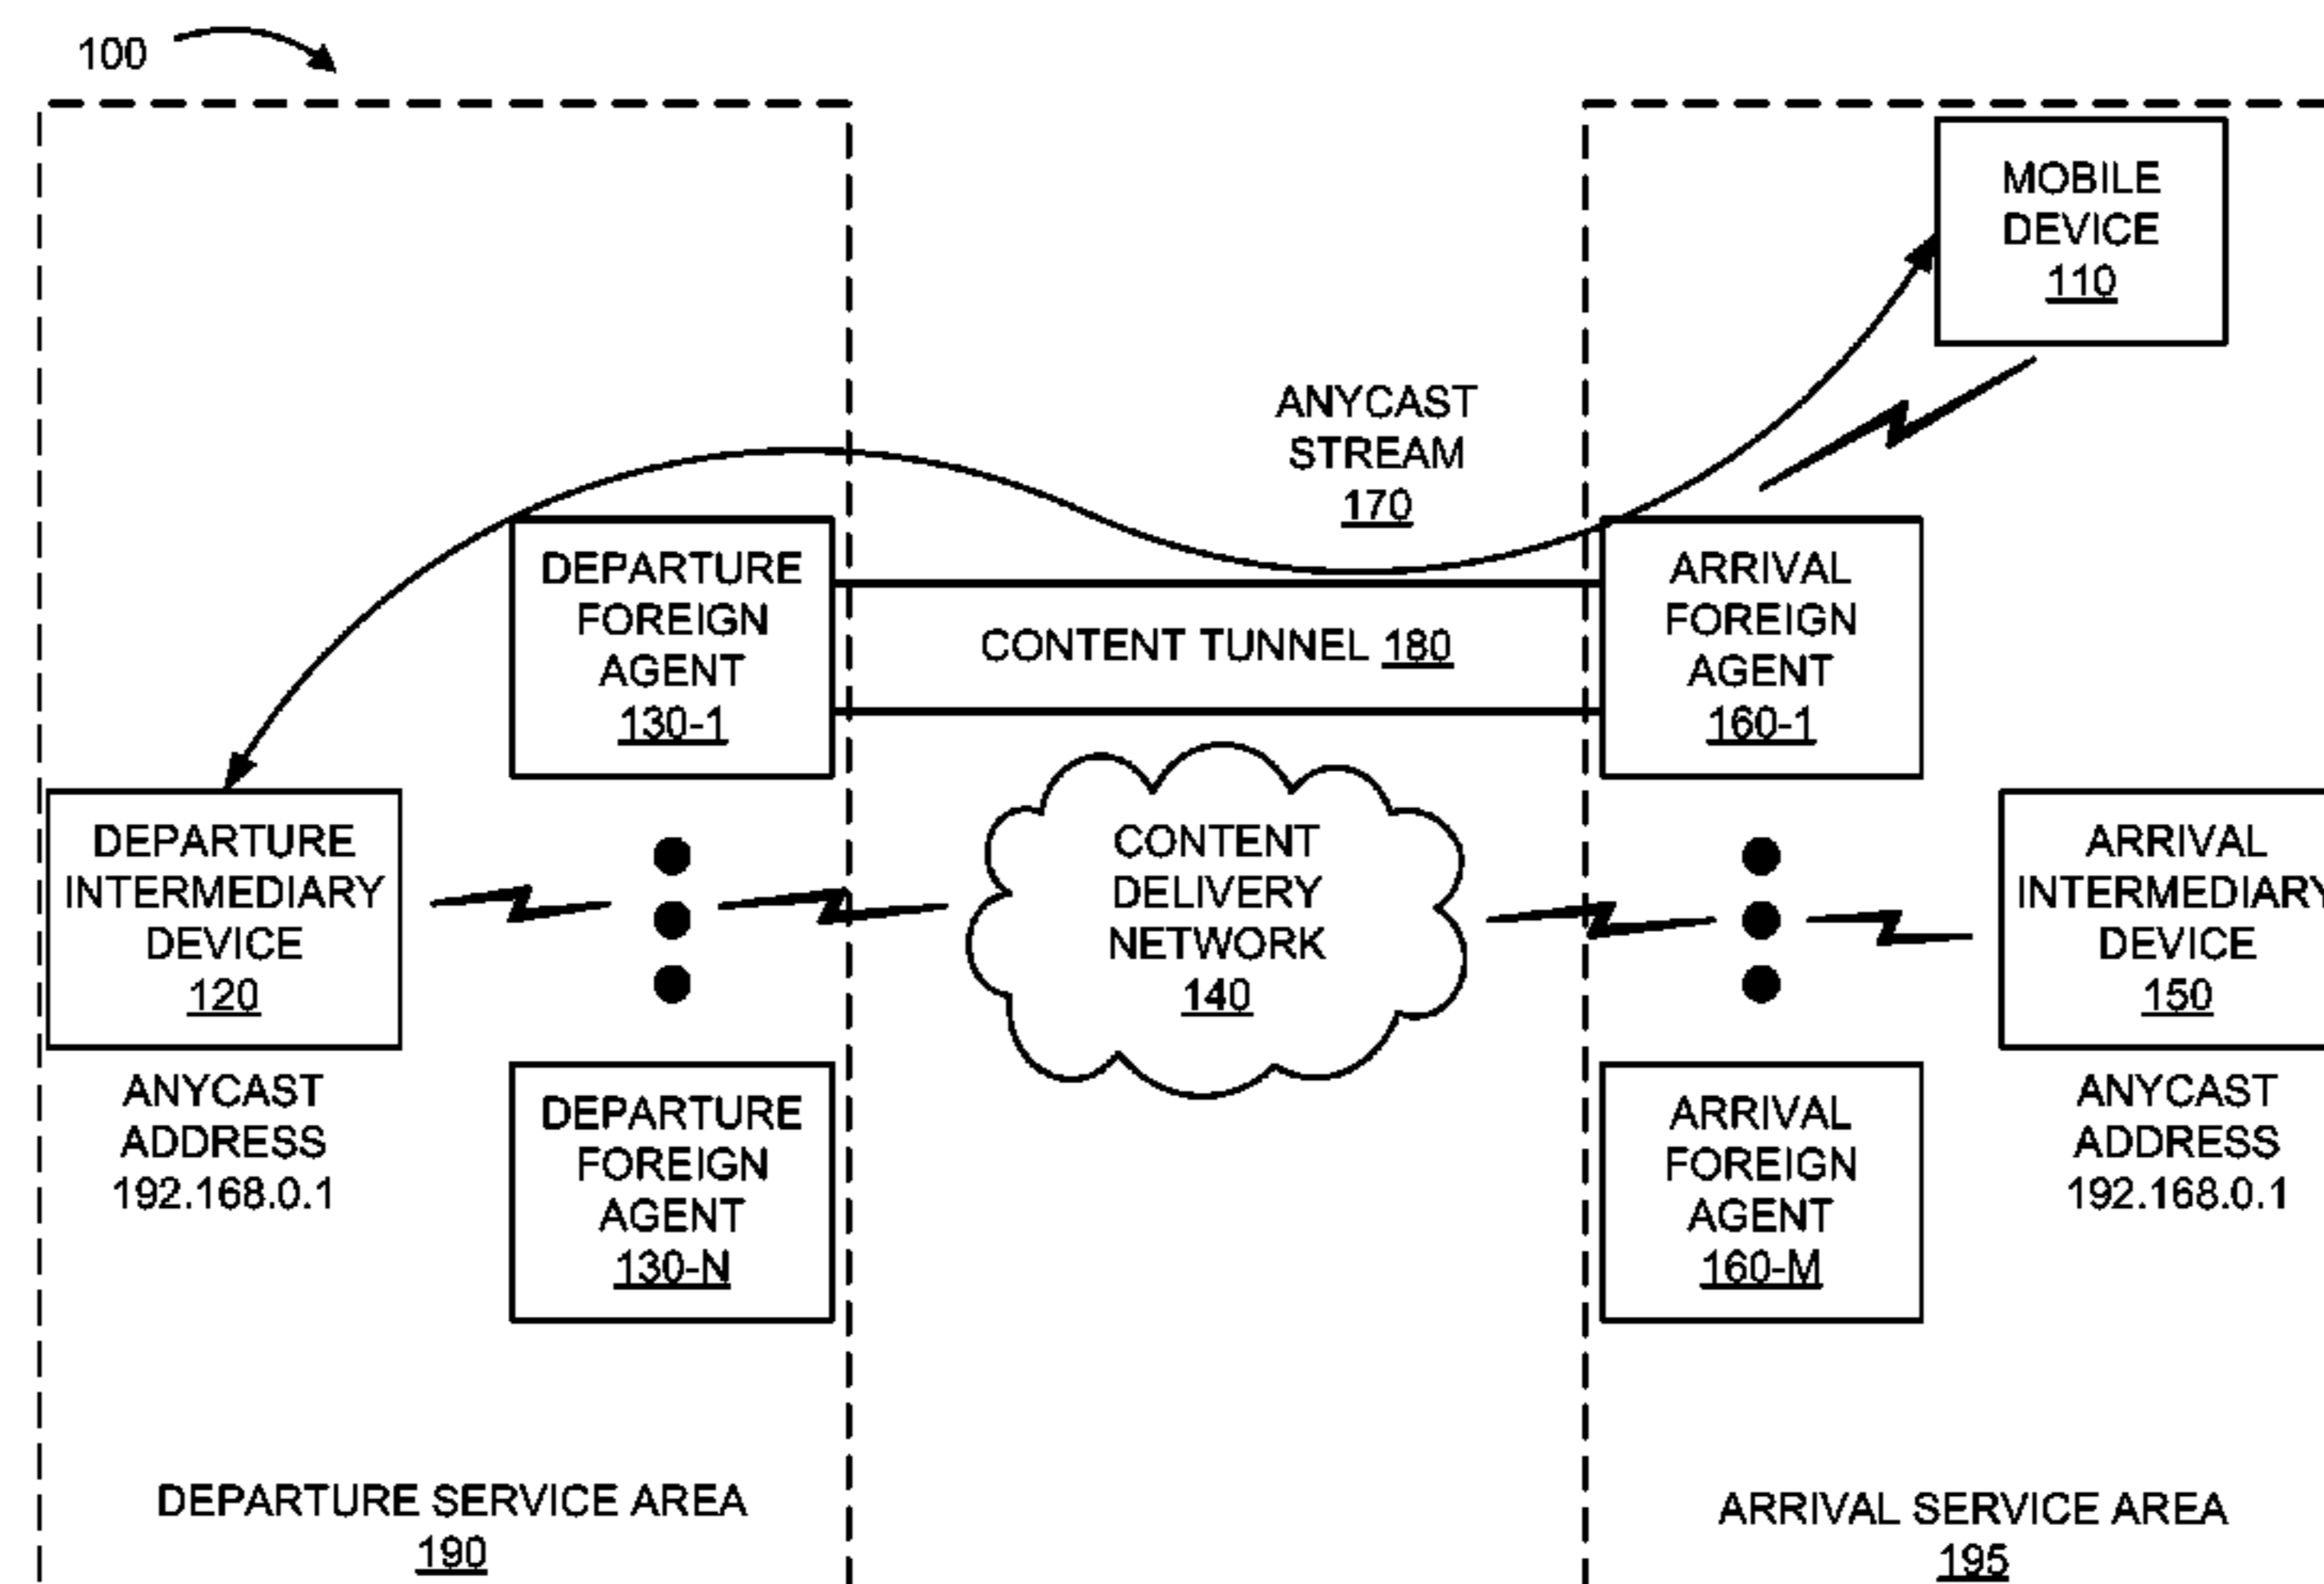 100
MOBILE
DEVICE
110
ANYCAST
STREAM
170
DEPARTURE
FOREIGN
AGENT
130-1
CONTENT TUNNEL 180
ARRIVAL
FOREIGN
AGENT
160-1
DEPARTURE
INTERMEDIARY
DEVICE
120
CONTENT
DELIVERY
NETWORK
140
ARRIVAL
INTERMEDIARY
DEVICE
150
ANYCAST
ADDRESS
192.168.0.1
DEPARTURE
FOREIGN
AGENT
130-N
ARRIVAL
FOREIGN
AGENT
160-M
ANYCAST
ADDRESS
192.168.0.1
DEPARTURE SERVICE AREA
190
ARRIVAL SERVICE AREA
195